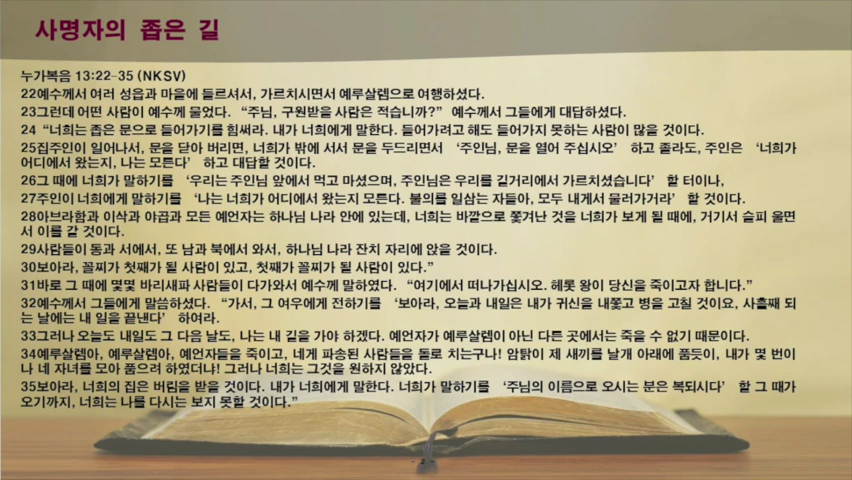 사명자의 좁은 길
누가복음 13:22-35 (NKSV)
22예수께서 여러 성읍과 마을에 들르셔서, 가르치시면서 예루살렘으로 여행하셨다.
23그런데 어떤 사람이 예수께 물었다. “주님, 구원받을 사람은 적습니까?” 예수께서 그들에게 대답하셨다.
24 “너희는 좁은 문으로 들어가기를 힘써라. 내가 너희에게 말한다. 들어가려고 해도 들어가지 못하는 사람이 많을 것이다.
25집주인이 일어나서, 문을 닫아 버리면, 너희가 밖에 서서 문을 두드리면서 ‘주인님, 문을 열어 주십시오’ 하고 졸라도, 주인은 ‘너희가
어디에서 왔는지, 나는 모른다’ 하고 대답할 것이다.
26그 때에 너희가 말하기를 ‘우리는 주인님 앞에서 먹고 마셨으며, 주인님은 우리를 길거리에서 가르치셨습니다’ 할 터이나,
27주인이 너희에게 말하기를 ‘나는 너희가 어디에서 왔는지 모른다. 불의를 일삼는 자들아, 모두 내게서 물러가거라’ 할 것이다.
28아브라함과 이삭과 야곱과 모든 예언자는 하나님 나라 안에 있는데, 너희는 바깥으로 쫓겨난 것을 너희가 보게 될 때에, 거기서 슬피 울면
서 이를 갈 것이다.
29사람들이 동과 서에서, 또 남과 북에서 와서, 하나님 나라 잔치 자리에 앉을 것이다.
30보아라, 꼴찌가 첫째가 될 사람이 있고, 첫째가 꼴찌가 될 사람이 있다.”
31바로 그 때에 몇몇 바리새파 사람들이 다가와서 예수께 말하였다. “여기에서 떠나가십시오. 헤롯 왕이 당신을 죽이고자 합니다.”
32예수께서 그들에게 말씀하셨다. “가서, 그 여우에게 전하기를 ‘보아라, 오늘과 내일은 내가 귀신을 내쫓고 병을 고칠 것이요, 사흘째 되
는 날에는 내 일을 끝낸다’ 하여라.
33그러나 오늘도 내일도 그 다음 날도, 나는 내 길을 가야 하겠다. 예언자가 예루살렘이 아닌 다른 곳에서는 죽을 수 없기 때문이다.
34예루살렘아, 예루살렘아, 예언자들을 죽이고, 네게 파송된 사람들을 돌로 치는구나! 암탉이 제 새끼를 날개 아래에 품듯이, 내가 몇 번이
나 네 자녀를 모아 품으려 하였더냐! 그러나 너희는 그것을 원하지 않았다.
35보아라, 너희의 집은 버림을 받을 것이다. 내가 너희에게 말한다. 너희가 말하기를 ‘주님의 이름으로 오시는 분은 복되시다’ 할 그 때가
오기까지, 너희는 나를 다시는 보지 못할 것이다.”